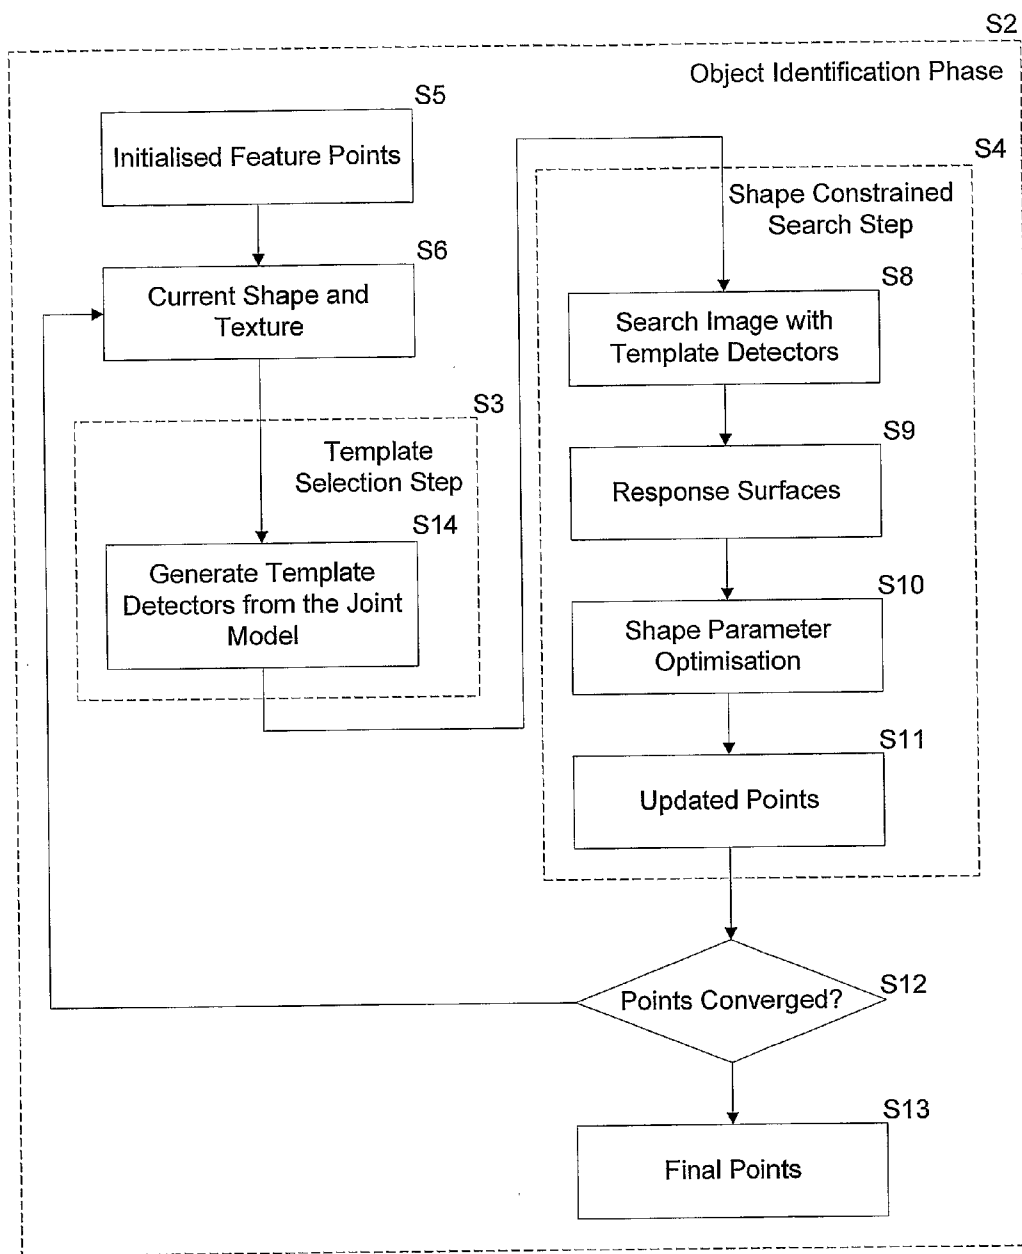 S2
Object Identification Phase
S5
Initialised Feature Points
S6
Current Shape and
Texture
S3
Template
Selection Step
S14
Generate Template
Detectors from the Joint
Model
S4
Shape Constrained
Search Step
S8
Search Image with
Template Detectors
S9
Response Surfaces
S10
Shape Parameter
Optimisation
S11
Updated Points
S12
Points Converged?
S13
Final Points